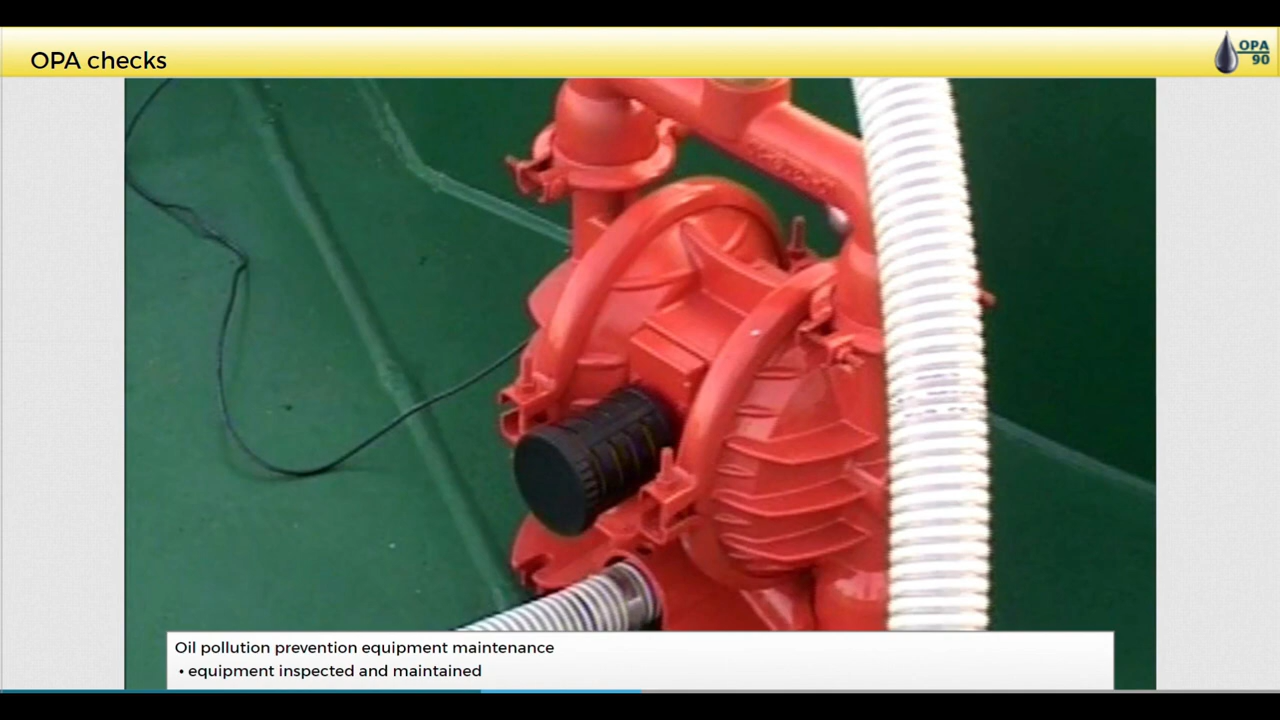 OPA checks
OPA
90
Oil pollution prevention equipment maintenance
• equipment inspected and maintained